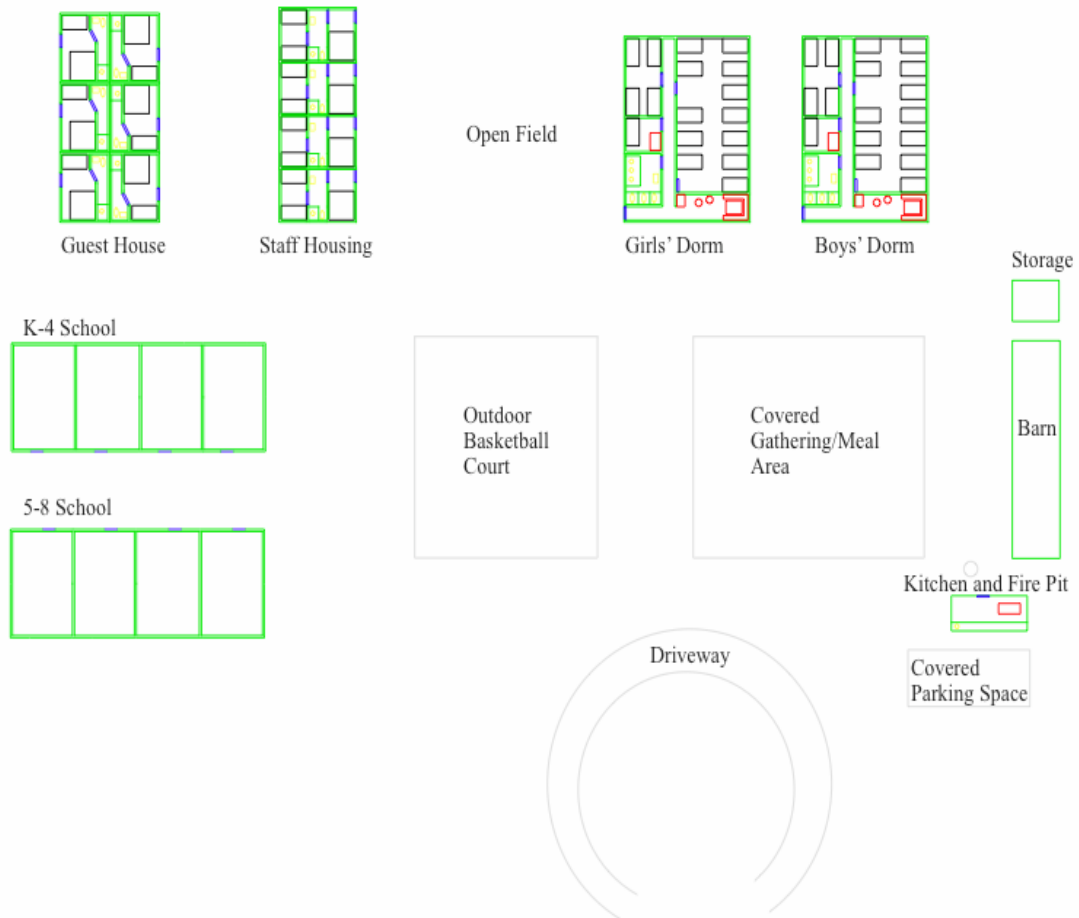 Open Field
Guest House
Staff Housing
Girls' Dorm
Boys' Dorm
Storage
K-4 School
Outdoor
Basketball
Court
Covered
Gathering/Meal
Area
Barn
5-8 School
Kitchen and Fire Pit
Driveway
Covered
Parking Space